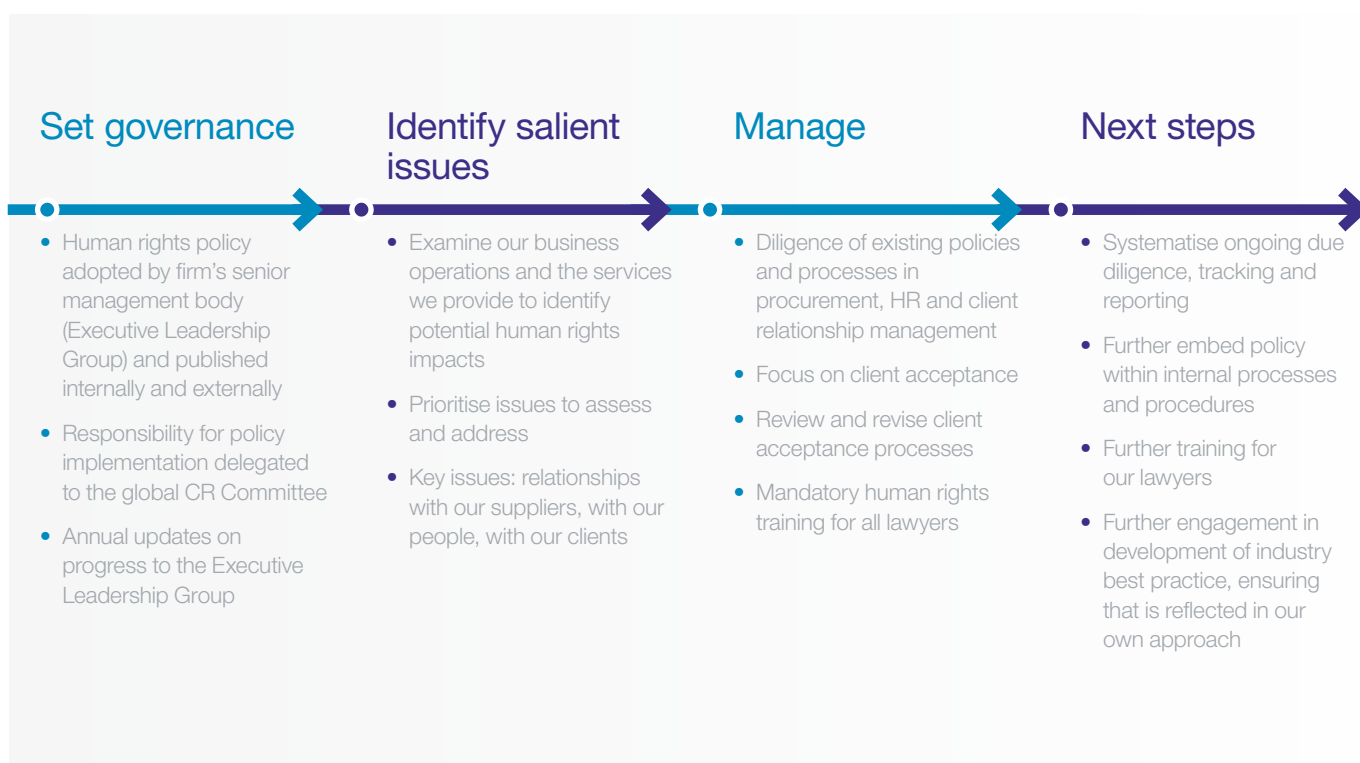 Set governance
• Human rights policy
adopted by firm's senior
management body
(Executive Leadership
Group) and published
internally and externally
• Responsibility for policy
implementation delegated
to the global CR Committee
• Annual updates on
progress to the Executive
Leadership Group
Identify salient
issues
• Examine our business
operations and the services
we provide to identify
potential human rights
impacts
• Prioritise issues to assess
and address
• Key issues: relationships
with our suppliers, with our
people, with our clients
Manage
• Diligence of existing policies
and processes in
procurement, HR and client
relationship management
• Focus on client acceptance
• Review and revise client
acceptance processes
• Mandatory human rights
training for all lawyers
Next steps
• Systematise ongoing due
diligence, tracking and
reporting
• Further embed policy
within internal processes
and procedures
• Further training for
our lawyers
• Further engagement in
development of industry
best practice, ensuring
that is reflected in our
own approach